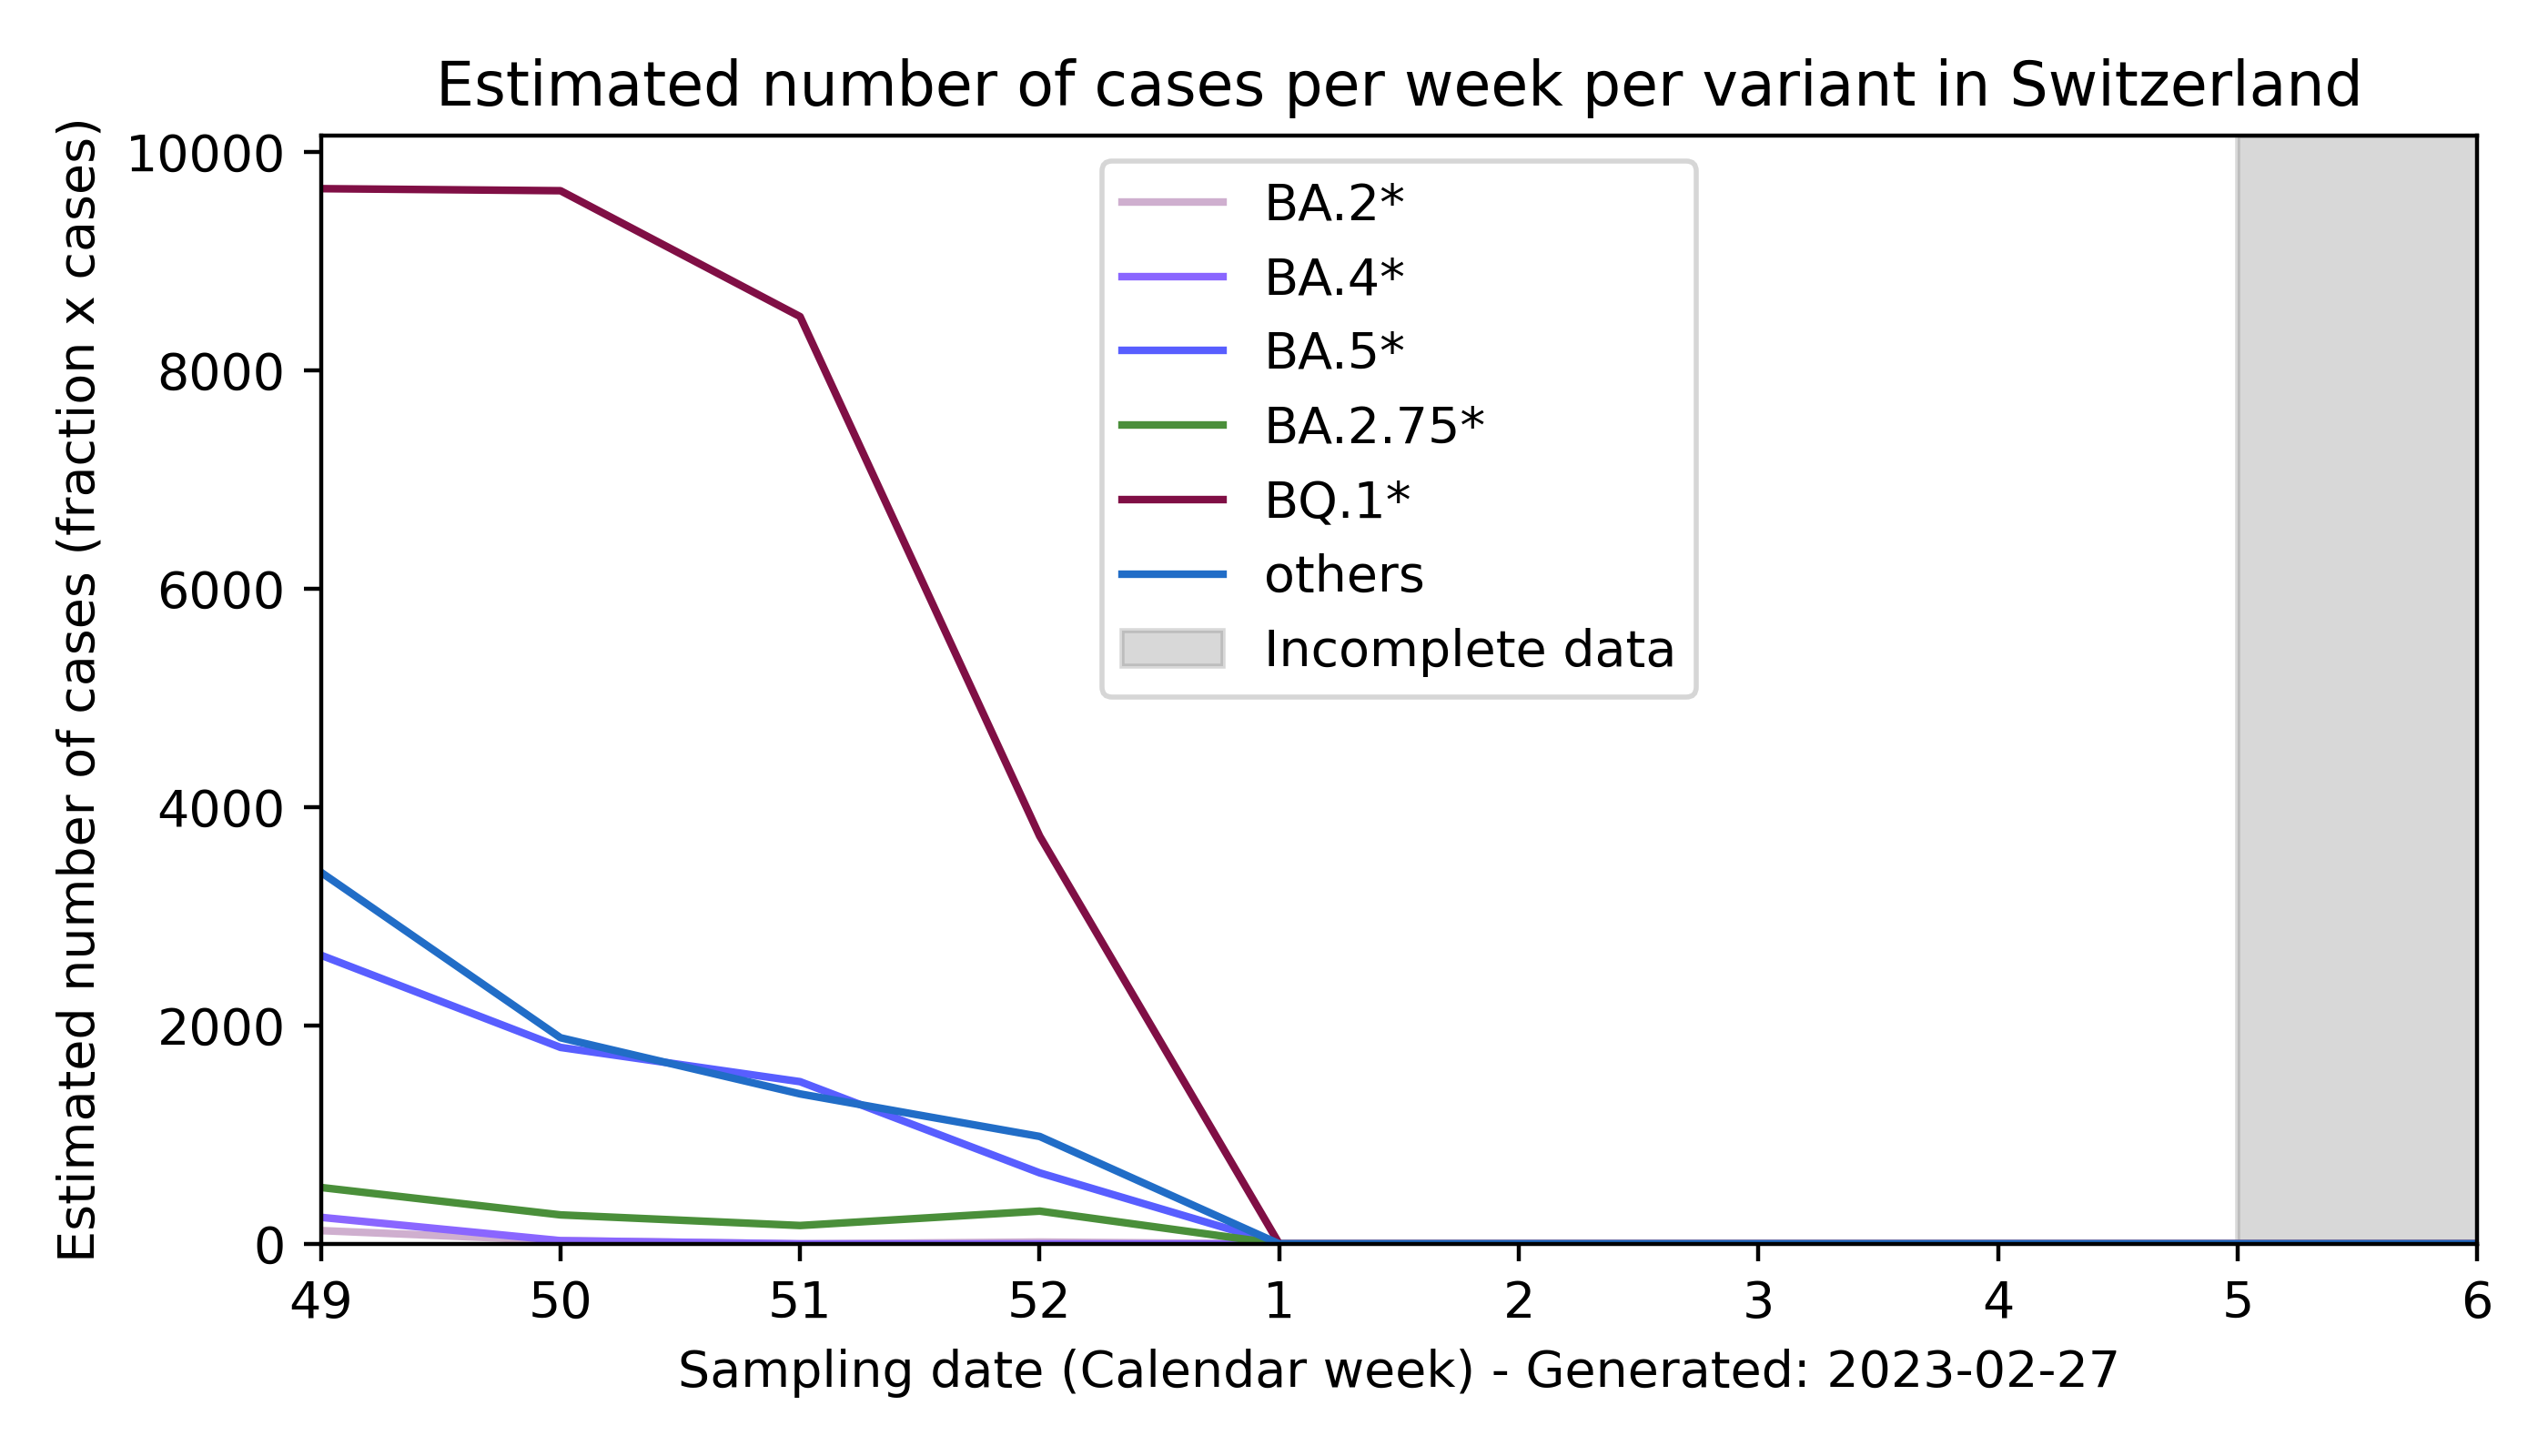 Estimated number of cases per week per variant in Switzerland
Estimated number of cases (fraction x cases)
10000
8000
6000
4000
2000
0
BA.2*
BA.4*
BA.5*
BA.2.75*
BQ.1*
others
Incomplete data
49 50 51 52 1 2 3 4 5 6
Sampling date (Calendar week) - Generated: 2023-02-27